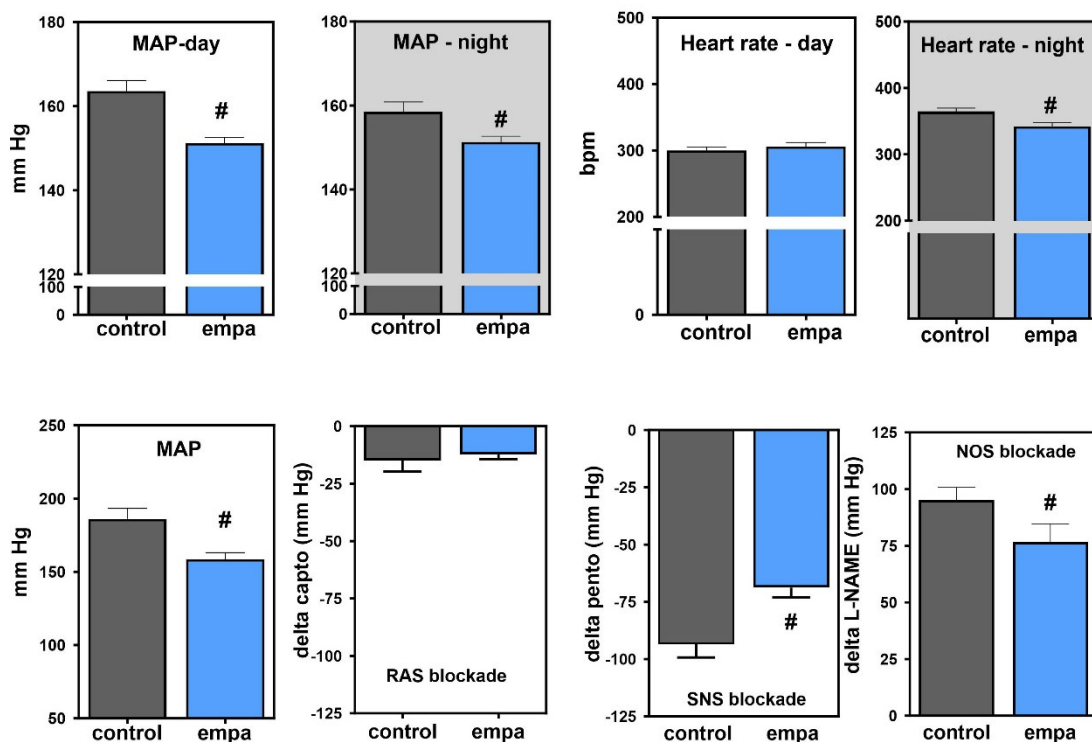 MAP-day
mm Hg
180
160
140
120
100
0
#
control empa
MAP - night
180
160
140
120
100
0
#
control empa
Heart rate - day
bpm
500
400
300
200
0
control empa
Heart rate - night
500
400
300
200
#
control empa
MAP
mm Hg
250
200
150
100
50
#
control empa
delta capto (mm Hg)
0
-25
-50
-75
-100
-125
RAS blockade
control empa
delta pento (mm Hg)
0
-25
-50
-75
-100
-125
#
SNS blockade
control empa
delta L-NAME (mm Hg)
125
100
75
50
25
0
NOS blockade
#
control empa